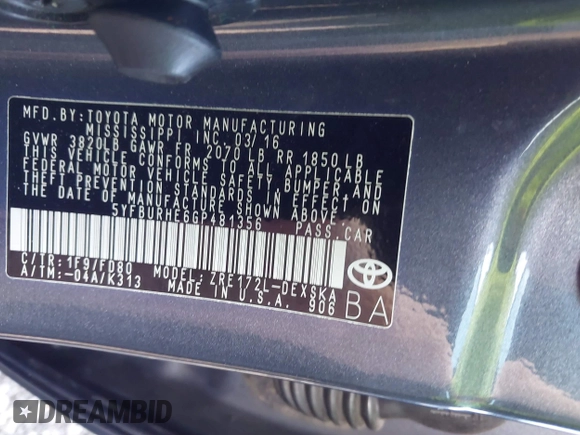 MFD.BY:TOYOTA MOTOR MANUFACTURING
MISSISSIPPI INC 03/16
GVWR 3820LB GAWR FR 2070 LB RR 1850 LB
THIS VEHICLE CONFORMS TO ALL APPLICABLE
FEDERAL MOTOR VEHICLE SAFETY, BUMPER, AND
THEFT PREVENTION STANDARDS IN EFFECT ON
THE DATE OF MANUFACTURE SHOWN ABOVE.
5YFBURHE6GP481356 PASS.CAR
C/TR:1F9/FD80 MODEL:ZRE172L-DEXSKA
A/TM:-04A/K313 MADE IN U.S.A. 906
BA
DREAMBID